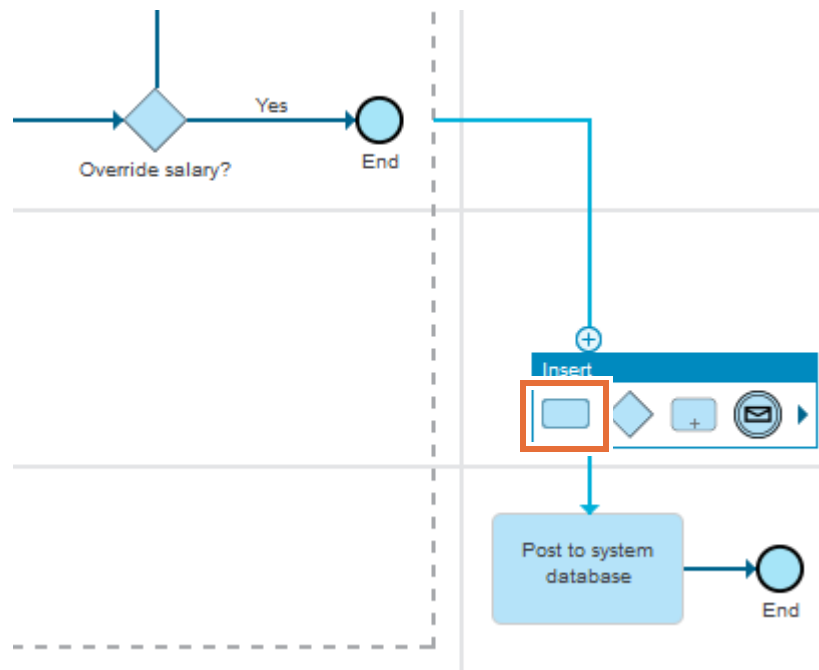 Yes
Override salary?
End
Insert
Post to system
database
End